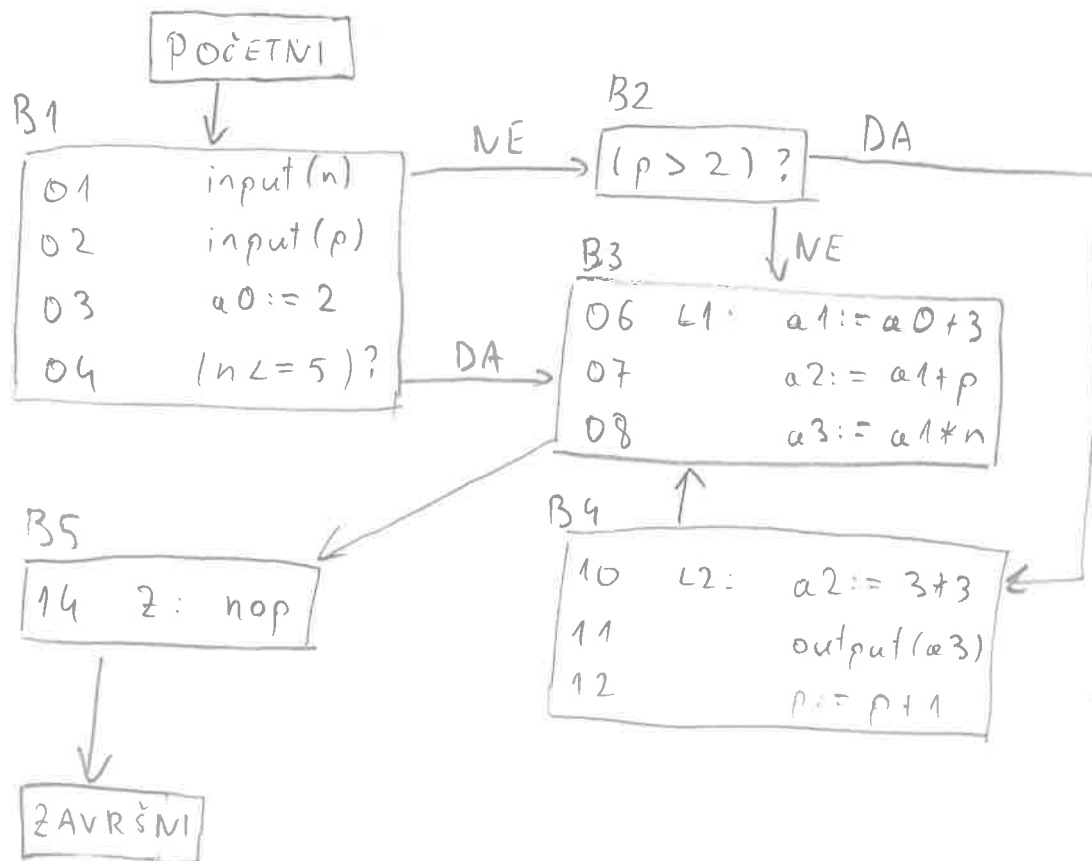 POČETNI
B1
01 input(n)
02 input(p)
03 a0:= 2
04 (n<=5)?
NE
DA
B2
(p>2)?
DA
NE
B3
06 L1: a1:= a0+3
07 a2:= a1+p
08 a3:= a1*n
B4
10 L2: a2:= 3*3
11 output(a3)
12 p:= p+1
B5
14 Z: nop
ZAVRŠNI